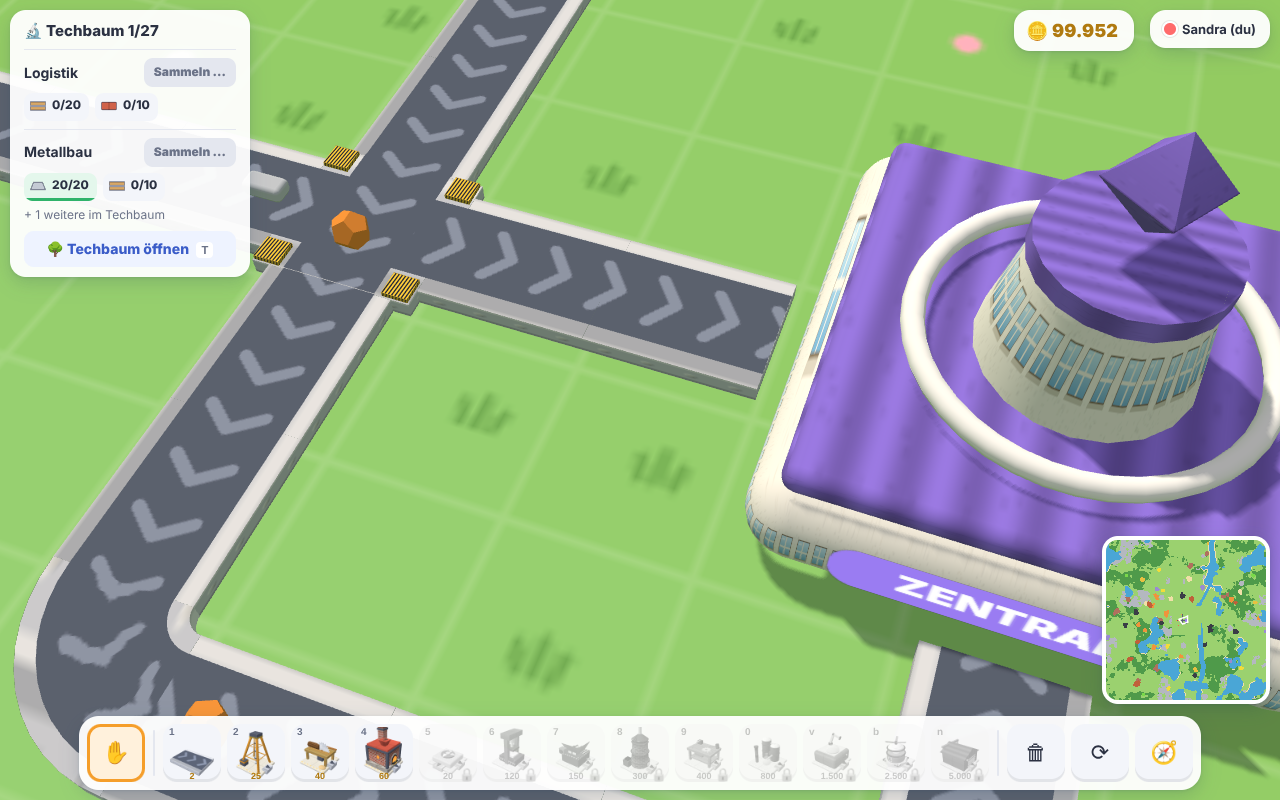 🔬 Techbaum 1/27
Logistik
Sammeln ...
0/20
0/10
Metallbau
Sammeln ...
20/20
0/10
+ 1 weitere im Techbaum
🌳 Techbaum öffnen T
🪙 99.952
Sandra (du)
ZENTRA
1
2
2
25
3
40
4
60
5
20
6
120
7
150
8
300
9
400
0
800
v
1.500
b
2.500
n
5.000